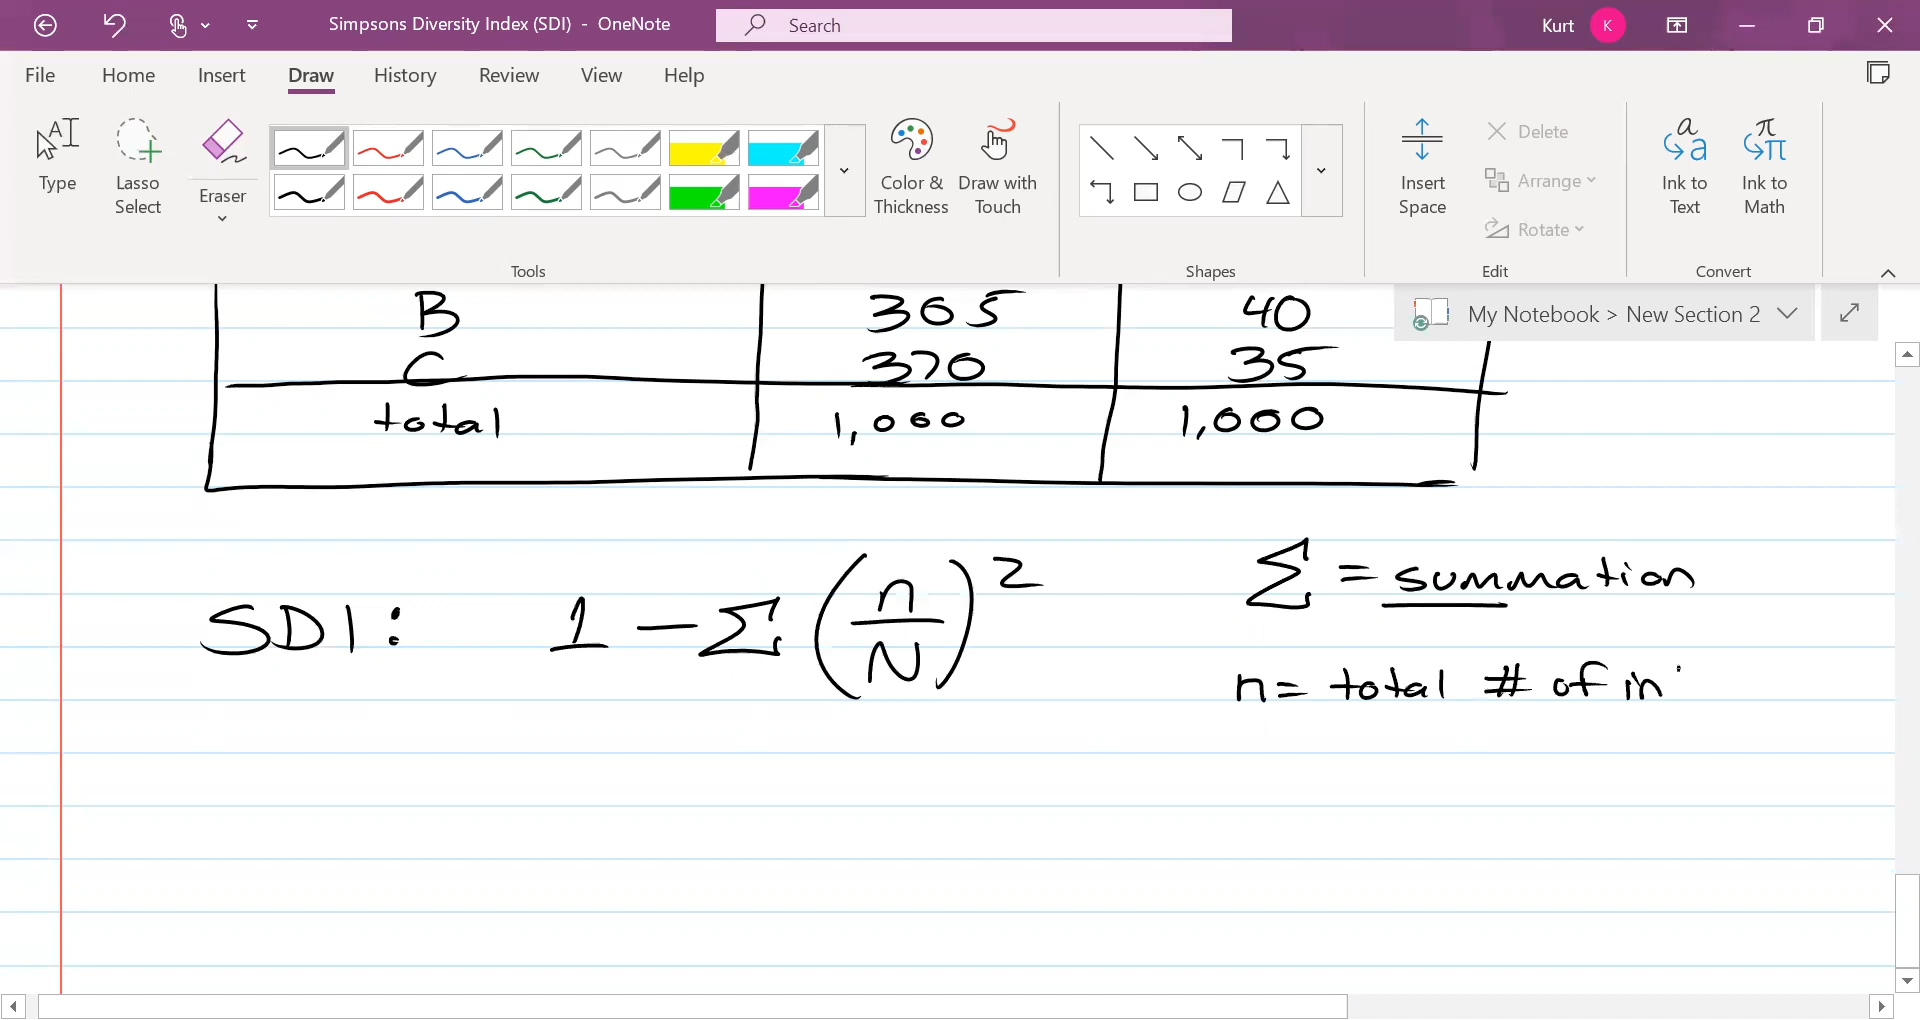 Simpsons Diversity Index (SDI) - OneNote
Search
Kurt K
File Home Insert Draw History Review View Help
Type
Lasso Select
Eraser
Color & Thickness
Draw with Touch
Insert Space
Delete
Arrange
Rotate
Ink to Text
Ink to Math
Tools Shapes Edit Convert
My Notebook > New Section 2
B 305 40
C 370 35
total 1,000 1,000
SDI: 1 - Σ (n/N)²
Σ = summation
n = total # of in